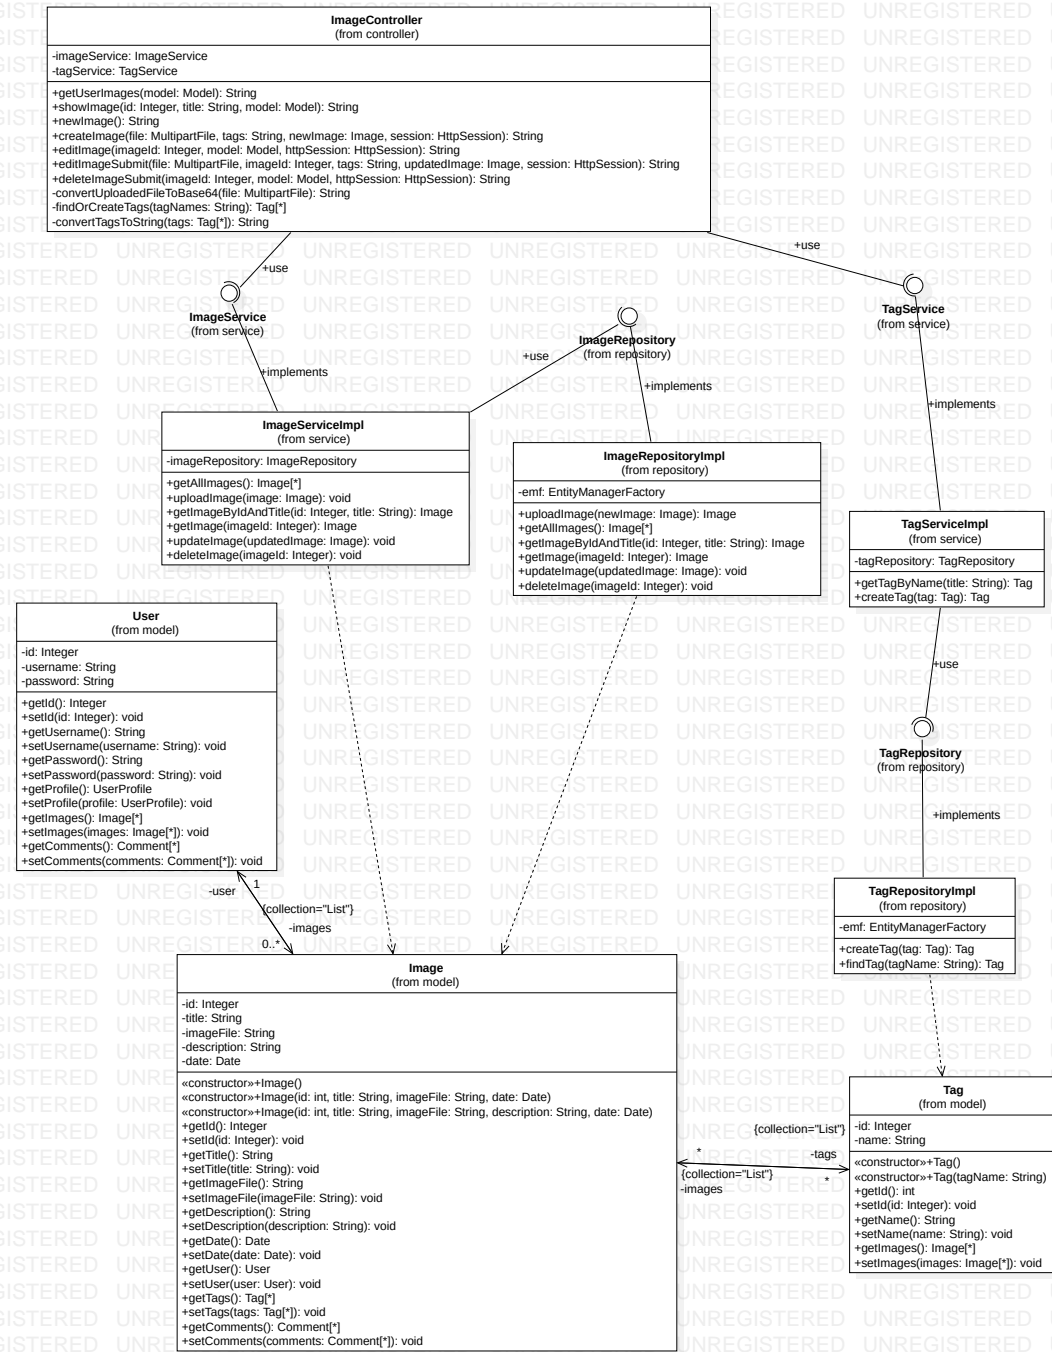 ImageController
(from controller)
-imageService: ImageService
-tagService: TagService
+getUserImages(model: Model): String
+showImage(id: Integer, title: String, model: Model): String
+newImage(): String
+createImage(file: MultipartFile, tags: String, newImage: Image, session: HttpSession): String
+editImage(imageId: Integer, model: Model, httpSession: HttpSession): String
+editImageSubmit(file: MultipartFile, imageId: Integer, tags: String, updatedImage: Image, session: HttpSession): String
+deleteImageSubmit(imageId: Integer, model: Model, httpSession: HttpSession): String
-convertUploadedFileToBase64(file: MultipartFile): String
-findOrCreateTags(tagNames: String): Tag[*]
-convertTagsToString(tags: Tag[*]): String
+use
+use
ImageService
(from service)
ImageRepository
(from repository)
TagService
(from service)
+implements
+use
+implements
+implements
ImageServiceImpl
(from service)
-imageRepository: ImageRepository
+getAllImages(): Image[*]
+uploadImage(image: Image): void
+getImageByIdAndTitle(id: Integer, title: String): Image
+getImage(imageId: Integer): Image
+updateImage(updatedImage: Image): void
+deleteImage(imageId: Integer): void
ImageRepositoryImpl
(from repository)
-emf: EntityManagerFactory
+uploadImage(newImage: Image): Image
+getAllImages(): Image[*]
+getImageByIdAndTitle(id: Integer, title: String): Image
+getImage(imageId: Integer): Image
+updateImage(updatedImage: Image): void
+deleteImage(imageId: Integer): void
TagServiceImpl
(from service)
-tagRepository: TagRepository
+getTagByName(title: String): Tag
+createTag(tag: Tag): Tag
+use
TagRepository
(from repository)
+implements
User
(from model)
-id: Integer
-username: String
-password: String
+getId(): Integer
+setId(id: Integer): void
+getUsername(): String
+setUsername(username: String): void
+getPassword(): String
+setPassword(password: String): void
+getProfile(): UserProfile
+setProfile(profile: UserProfile): void
+getImages(): Image[*]
+setImages(images: Image[*]): void
+getComments(): Comment[*]
+setComments(comments: Comment[*]): void
-user
1
{collection="List"}
-images
0..*
TagRepositoryImpl
(from repository)
-emf: EntityManagerFactory
+createTag(tag: Tag): Tag
+findTag(tagName: String): Tag
Image
(from model)
-id: Integer
-title: String
-imageFile: String
-description: String
-date: Date
«constructor»+Image()
«constructor»+Image(id: int, title: String, imageFile: String, date: Date)
«constructor»+Image(id: int, title: String, imageFile: String, description: String, date: Date)
+getId(): Integer
+setId(id: Integer): void
+getTitle(): String
+setTitle(title: String): void
+getImageFile(): String
+setImageFile(imageFile: String): void
+getDescription(): String
+setDescription(description: String): void
+getDate(): Date
+setDate(date: Date): void
+getUser(): User
+setUser(user: User): void
+getTags(): Tag[*]
+setTags(tags: Tag[*]): void
+getComments(): Comment[*]
+setComments(comments: Comment[*]): void
{collection="List"}
*
-tags
{collection="List"}
*
-images
Tag
(from model)
-id: Integer
-name: String
«constructor»+Tag()
«constructor»+Tag(tagName: String)
+getId(): int
+setId(id: Integer): void
+getName(): String
+setName(name: String): void
+getImages(): Image[*]
+setImages(images: Image[*]): void
UNREGISTERED